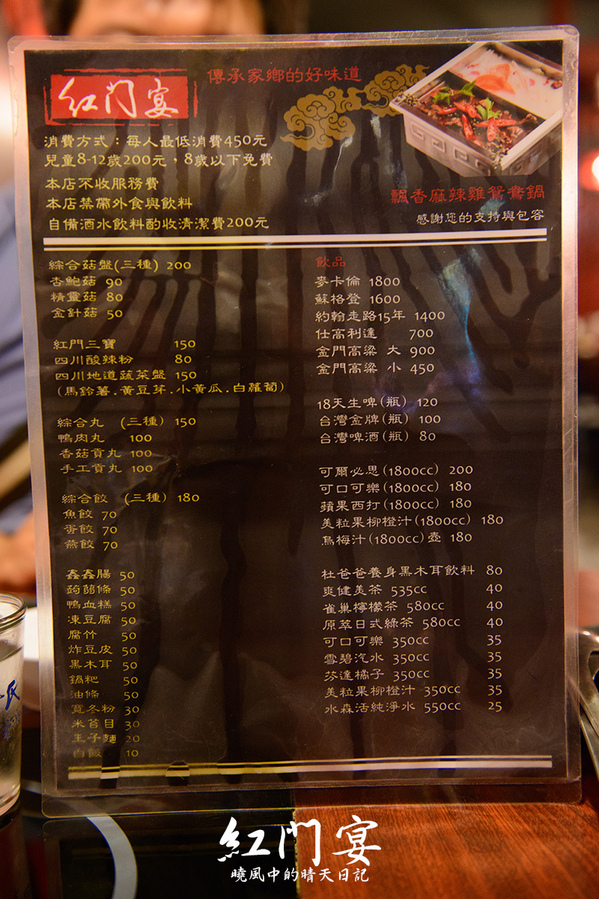 紅門宴
傳承家鄉的好味道
消費方式：每人最低消費450元
兒童8-12歲200元，8歲以下免費
本店不收服務費
本店禁帶外食與飲料
自備酒水飲料酌收清潔費200元
飄香麻辣雞鴛鴦鍋
感謝您的支持與包容
綜合菇盤(三種) 200
杏鮑菇 90
精靈菇 80
金針菇 50
紅門三寶 150
四川酸辣粉 80
四川地道蔬菜盤 150
(馬鈴薯.黃豆芽.小黃瓜.白蘿蔔)
綜合丸 (三種) 150
鴨肉丸 100
香菇貢丸 100
手工貢丸 100
綜合餃 (三種) 180
魚餃 70
蛋餃 70
燕餃 70
鑫鑫腸 50
蒟蒻條 50
鴨血糕 50
凍豆腐 50
腐竹 50
炸豆皮 50
黑木耳 50
鍋粑 50
油條 50
寬冬粉 30
米苔目 30
王子麵 20
白飯 10
飲品
麥卡倫 1800
蘇格登 1600
約翰走路15年 1400
仕高利達 700
金門高粱 大 900
金門高粱 小 450
18天生啤(瓶) 120
台灣金牌(瓶) 100
台灣啤酒(瓶) 80
可爾必思(1800cc) 200
可口可樂(1800cc) 180
蘋果西打(1800cc) 180
美粒果柳橙汁(1800cc) 180
烏梅汁(1800cc)壺 180
杜爸爸養身黑木耳飲料 80
爽健美茶 535cc 40
雀巢檸檬茶 580cc 40
原萃日式綠茶 580cc 40
可口可樂 350cc 35
雪碧汽水 350cc 35
芬達橘子 350cc 35
美粒果柳橙汁 350cc 35
水森活純淨水 550cc 25
紅門宴
曉風中的晴天日記